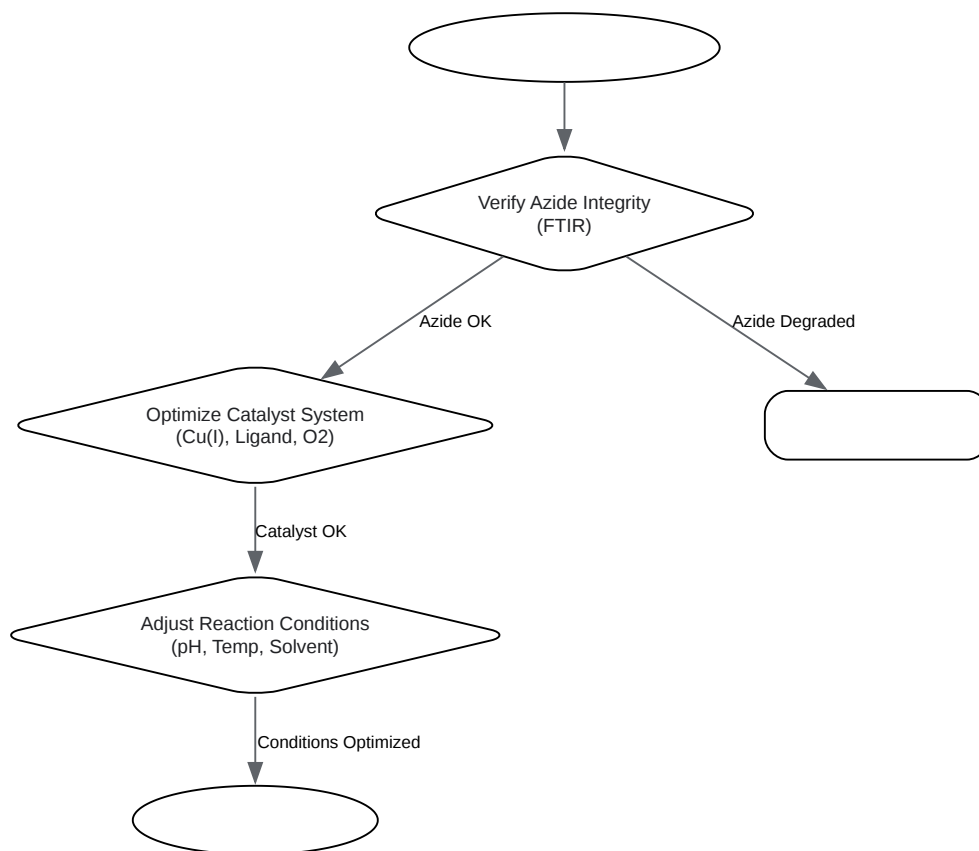 Verify Azide Integrity
(FTIR)
Azide OK
Azide Degraded
Optimize Catalyst System
(Cu(I), Ligand, O2)
Catalyst OK
Adjust Reaction Conditions
(pH, Temp, Solvent)
Conditions Optimized